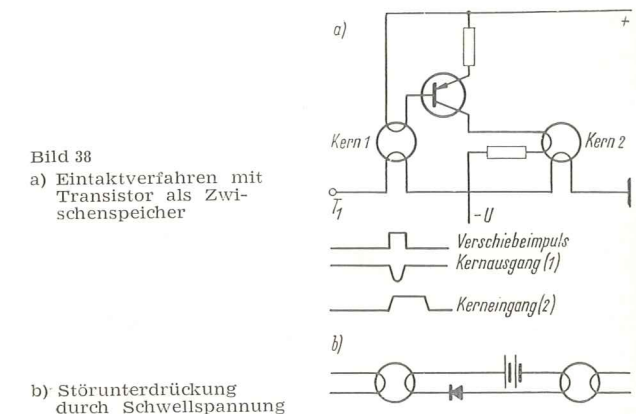 Bild 38
a) Eintaktverfahren mit
Transistor als Zwi-
schenspeicher
b) Störunterdrückung
durch Schwellspannung
a)
+
Kern 1
Kern 2
T1
-U
Verschiebeimpuls
Kernausgang (1)
Kerneingang (2)
b)